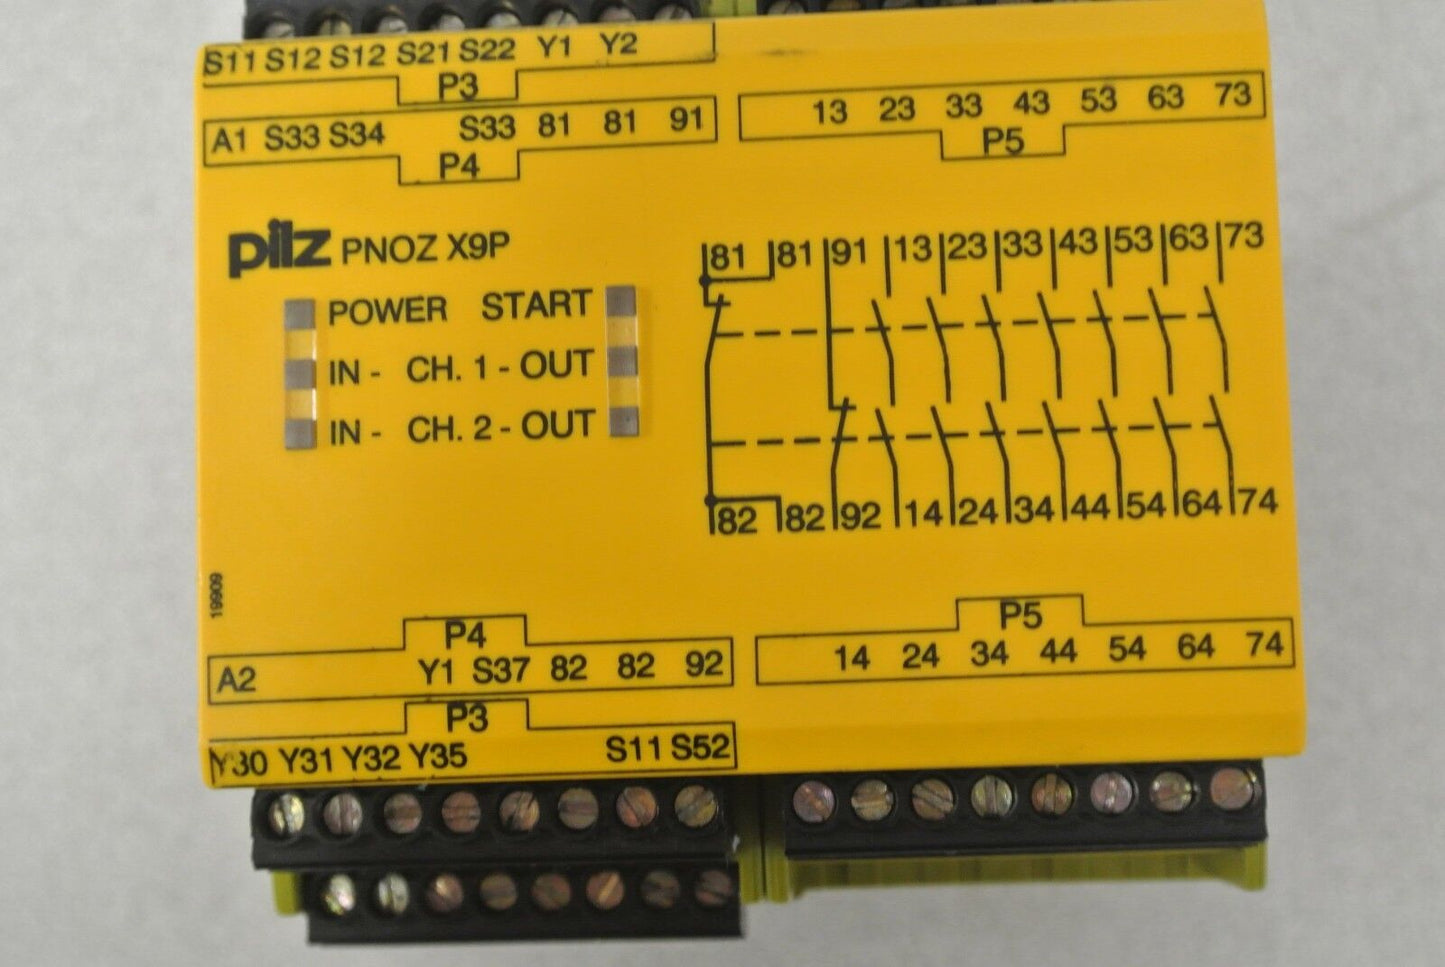 S11 S12 S12 S21 S22 Y1 Y2
P3
A1 S33 S34 S33 81 81 91
P4
13 23 33 43 53 63 73
P5
pilz PNOZ X9P
POWER START
IN - CH. 1 - OUT
IN - CH. 2 - OUT
81 81 91 13 23 33 43 53 63 73
82 82 92 14 24 34 44 54 64 74
19909
P4
A2 Y1 S37 82 82 92
P3
Y30 Y31 Y32 Y35 S11 S52
P5
14 24 34 44 54 64 74